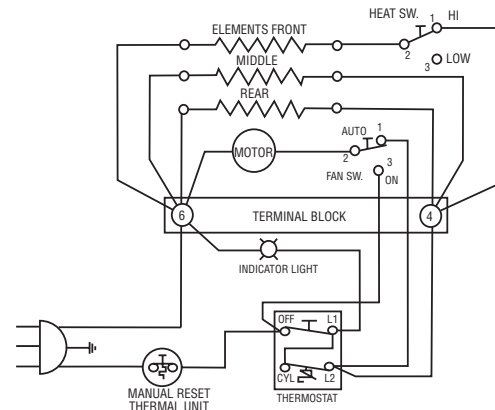 HEAT SW.
1
HI
ELEMENTS FRONT
2
MIDDLE
3
LOW
REAR
AUTO
1
MOTOR
2
3
FAN SW.
ON
6
TERMINAL BLOCK
4
INDICATOR LIGHT
OFF
L1
CYL
L2
MANUAL RESET
THERMAL UNIT
THERMOSTAT